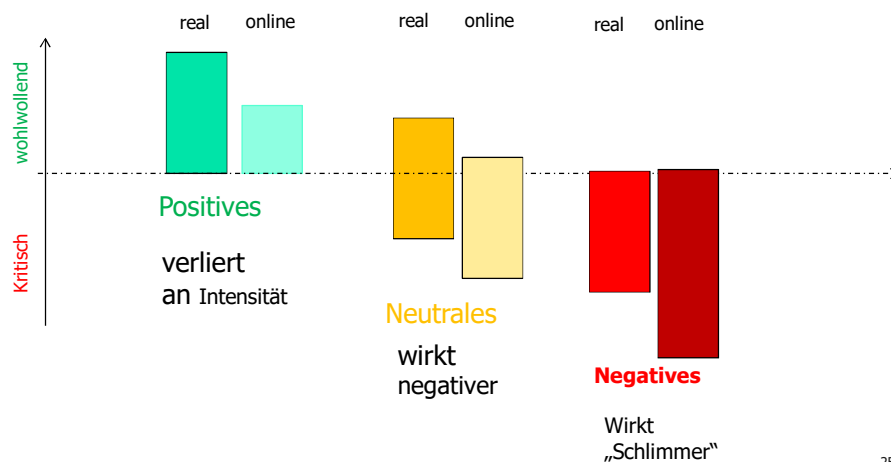 real online
real online
real online
wohlwollend
Kritisch
Positives
verliert
an Intensität
Neutrales
wirkt
negativer
Negatives
Wirkt
„Schlimmer“